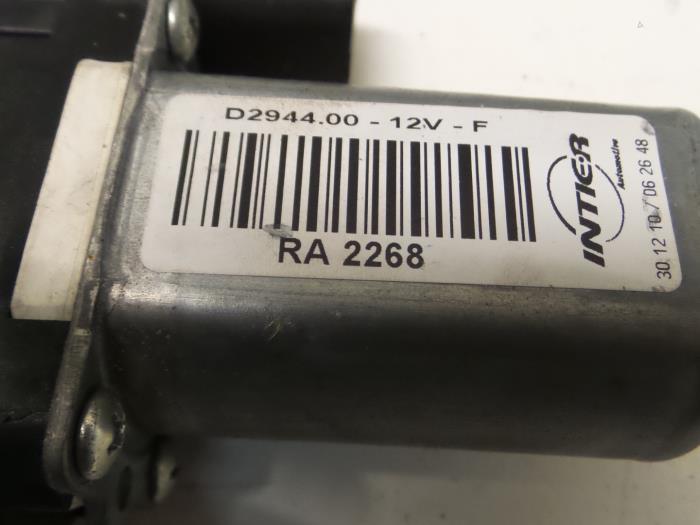 D2944.00 - 12V - F
RA 2268
INTIER
Automotive
30 12 10 / 06 26 48